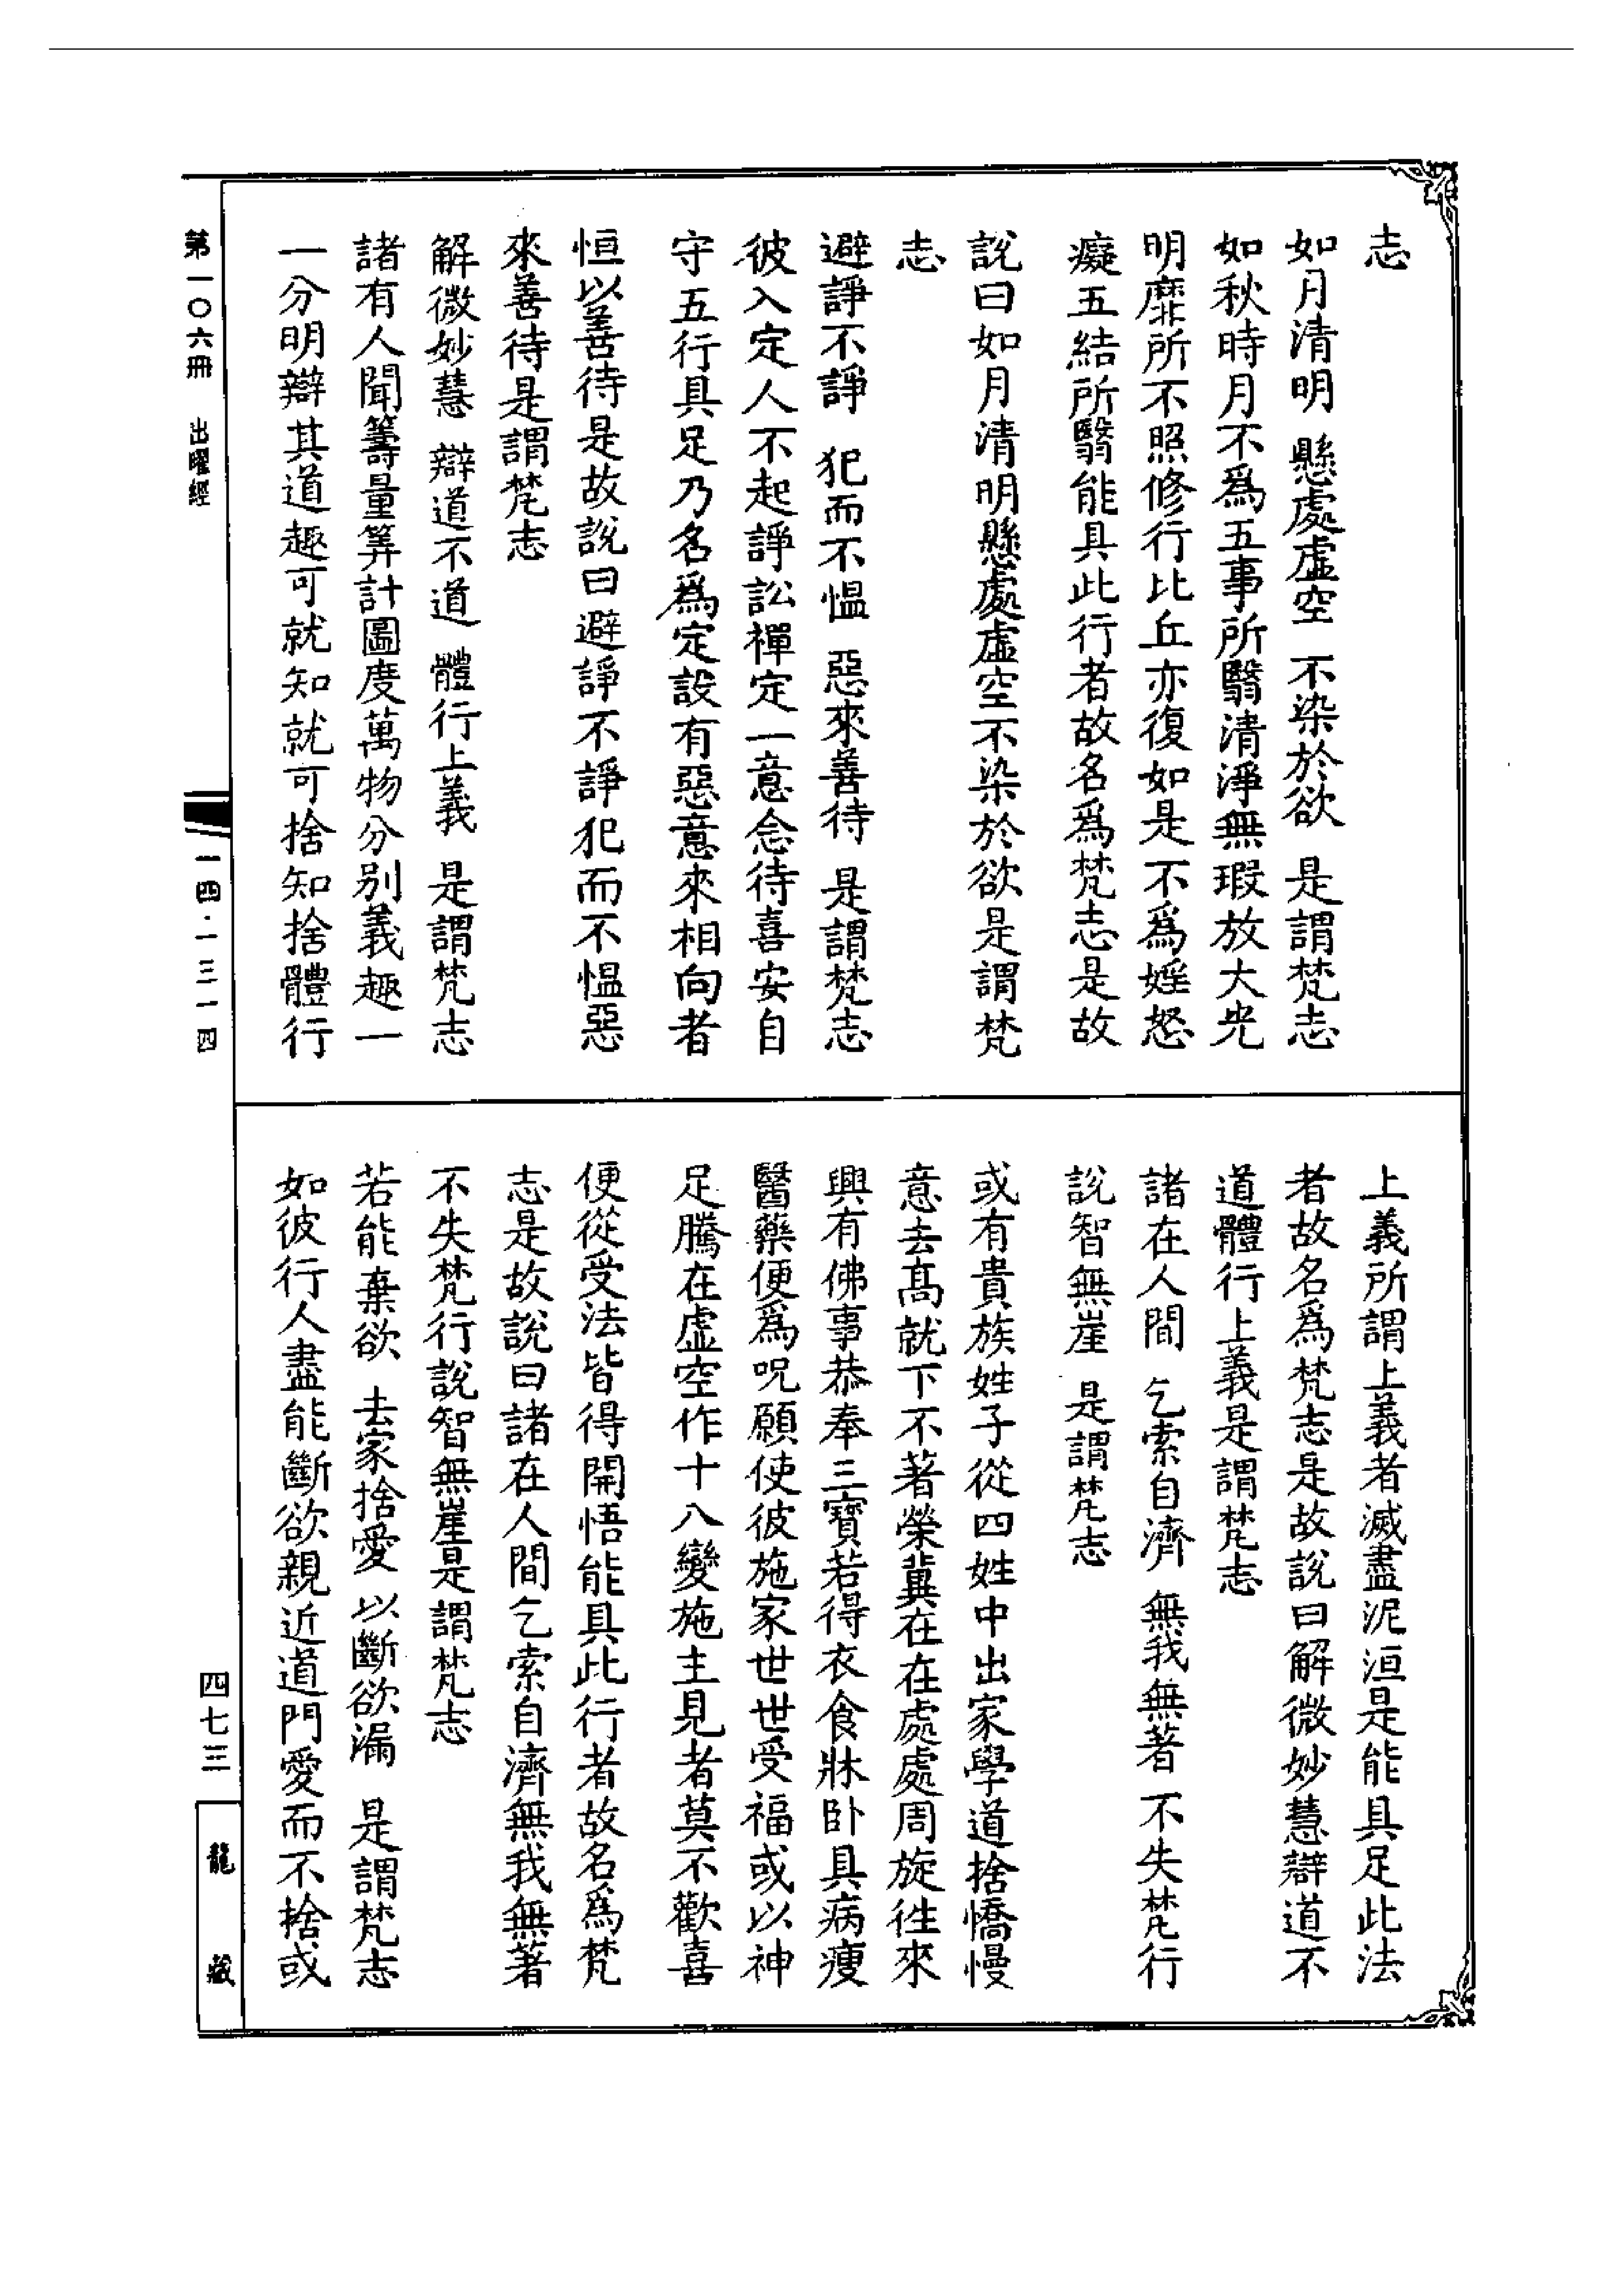 志
如月清明　懸處虛空　不染於欲　是謂梵志
如秋時月不爲五事所翳清淨無瑕放大光
明靡所不照修行比丘亦復如是不爲婬怒
癡五結所翳能具此行者故名爲梵志是故
說曰如月清明懸處虛空不染於欲是謂梵
志
避諍不諍　犯而不慍　惡來善待　是謂梵志
彼入定人不起諍訟禪定一意念待喜安自
守五行具足乃名爲定設有惡意來相向者
恒以善待是故說曰避諍不諍犯而不慍惡
來善待是謂梵志
解微妙慧　辯道不道　體行上義　是謂梵志
諸有人聞籌量筭計圖度萬物分別義趣一
一分明辯其道趣可就知就可捨知捨體行
上義所謂上義者滅盡泥洹是能具足此法
者故名爲梵志是故說曰解微妙慧辯道不
道體行上義是謂梵志
諸在人間　乞索自濟　無我無著　不失梵行
說智無崖　是謂梵志
或有貴族姓子從四姓中出家學道捨憍慢
意去髙就下不著榮冀在在處處周旋徃來
興有佛事恭奉三寶若得衣食牀卧具病瘦
醫藥便爲呪願使彼施家世世受福或以神
足騰在虛空作十八變施主見者莫不歡喜
便從受法皆得開悟能具此行者故名爲梵
志是故說曰諸在人間乞索自濟無我無著
不失梵行說智無崖是謂梵志
若能棄欲　去家捨愛　以斷欲漏　是謂梵志
如彼行人盡能斷欲親近道門愛而不捨或
第一〇六冊　出曜經
一四·一三一四
四七三
龍藏